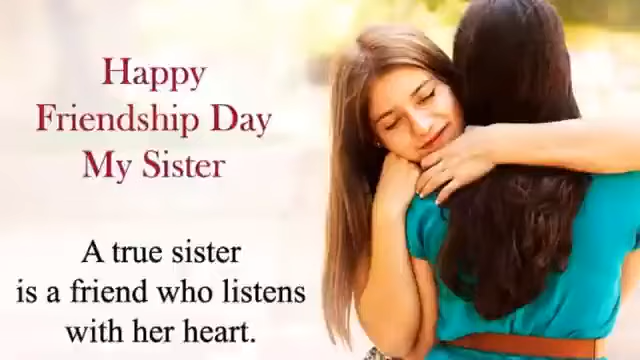 Happy
Friendship Day
My Sister
A true sister
is a friend who listens
with her heart.